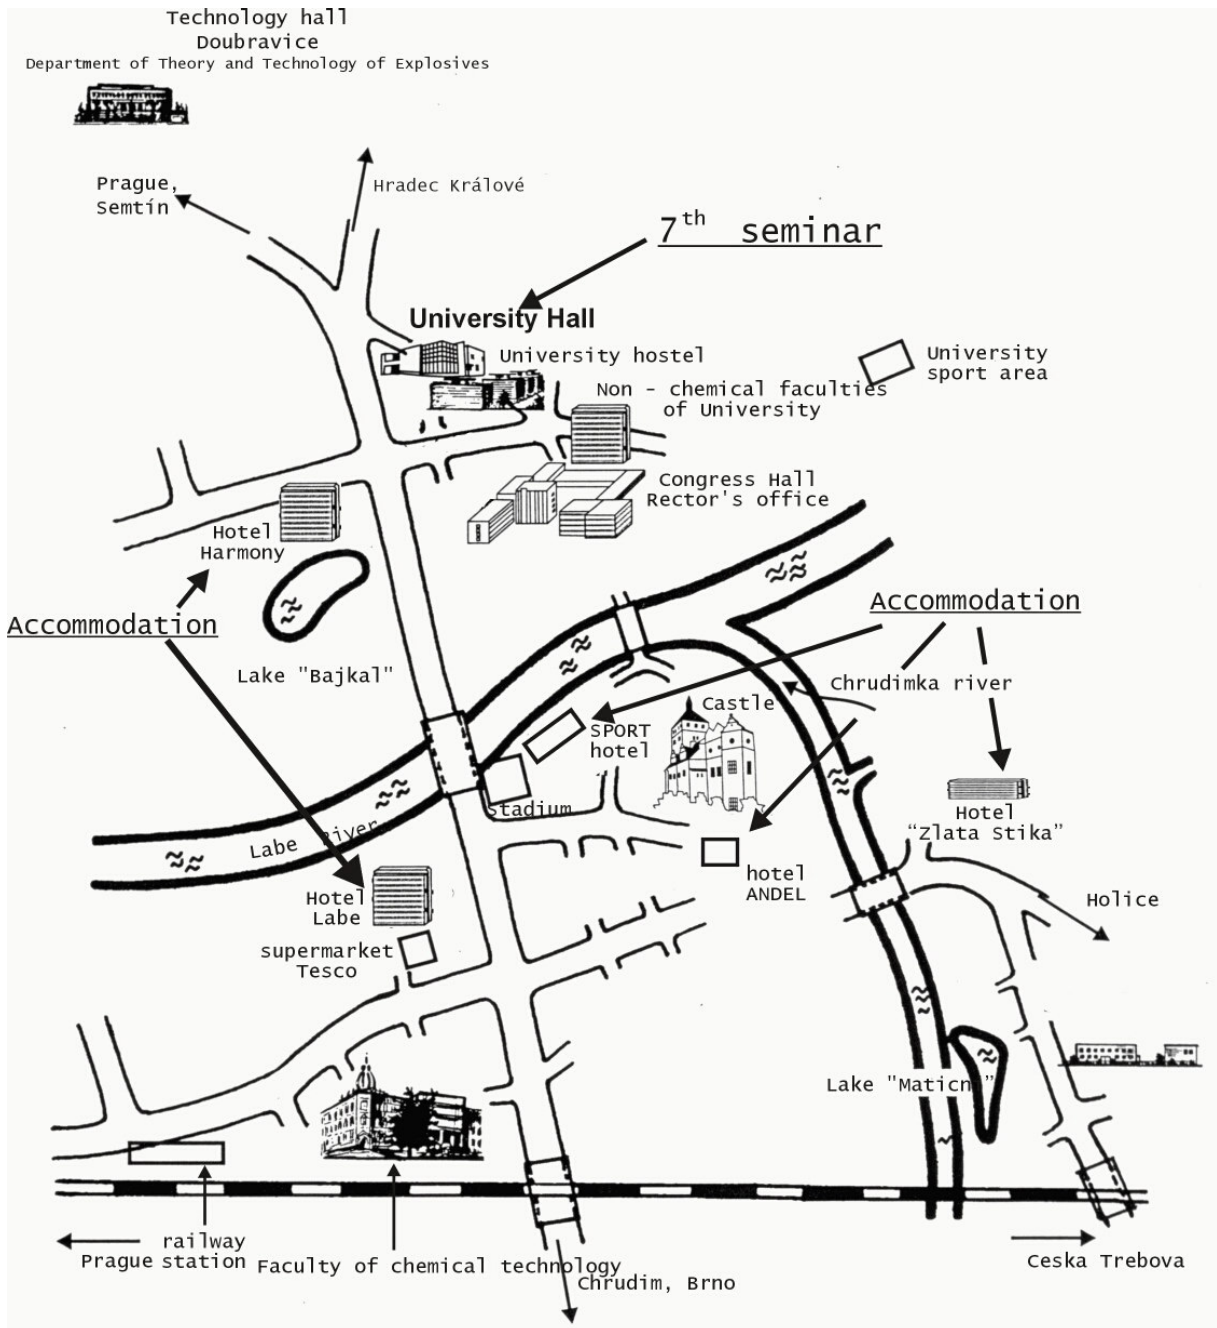 Technology hall
Doubravice
Department of Theory and Technology of Explosives
Prague,
Semtín
Hradec Králové
7th seminar
University Hall
University hostel
University
sport area
Non - chemical faculties
of University
Congress Hall
Rector's office
Hotel
Harmony
Accommodation
Accommodation
Lake "Bajkal"
Chrudimka river
Castle
SPORT
hotel
Stadium
Hotel
“Zlata Stika”
Labe River
hotel
ANDEL
Hotel
Labe
Holice
supermarket
Tesco
Lake "Maticni”
railway
station
Prague
Faculty of chemical technology
Chrudim, Brno
Ceska Trebova